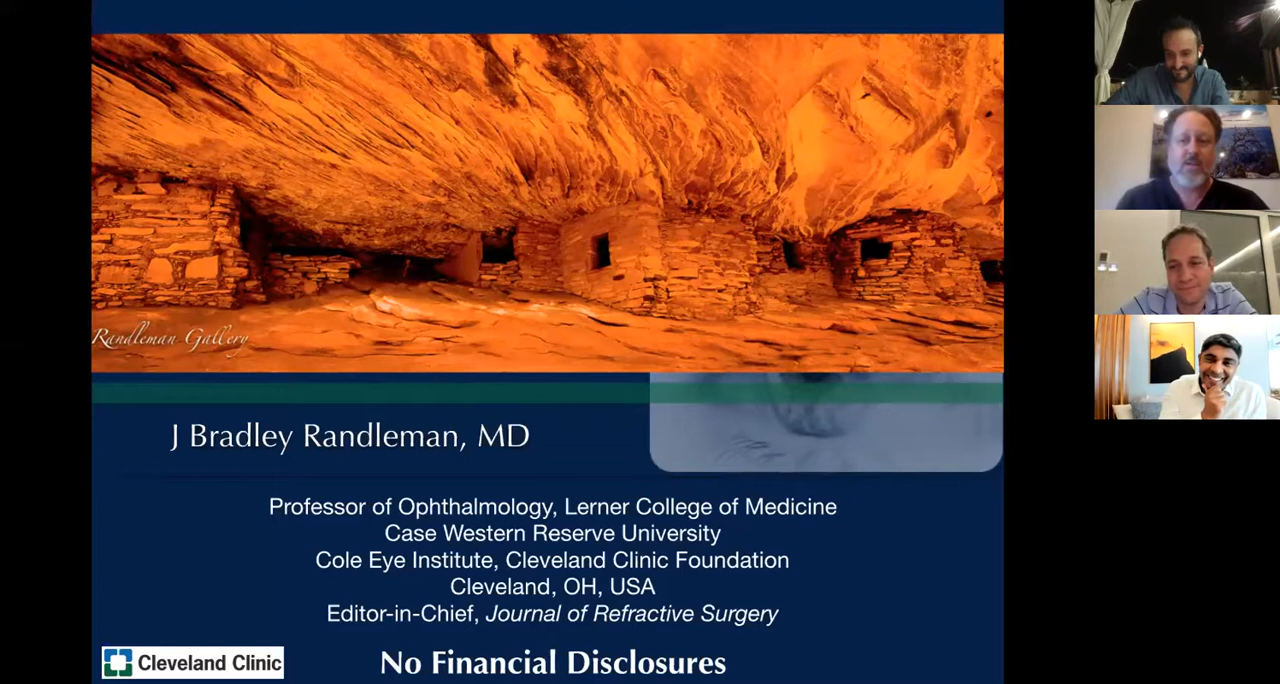 Randleman Gallery
J Bradley Randleman, MD
Professor of Ophthalmology, Lerner College of Medicine
Case Western Reserve University
Cole Eye Institute, Cleveland Clinic Foundation
Cleveland, OH, USA
Editor-in-Chief, Journal of Refractive Surgery
Cleveland Clinic
No Financial Disclosures